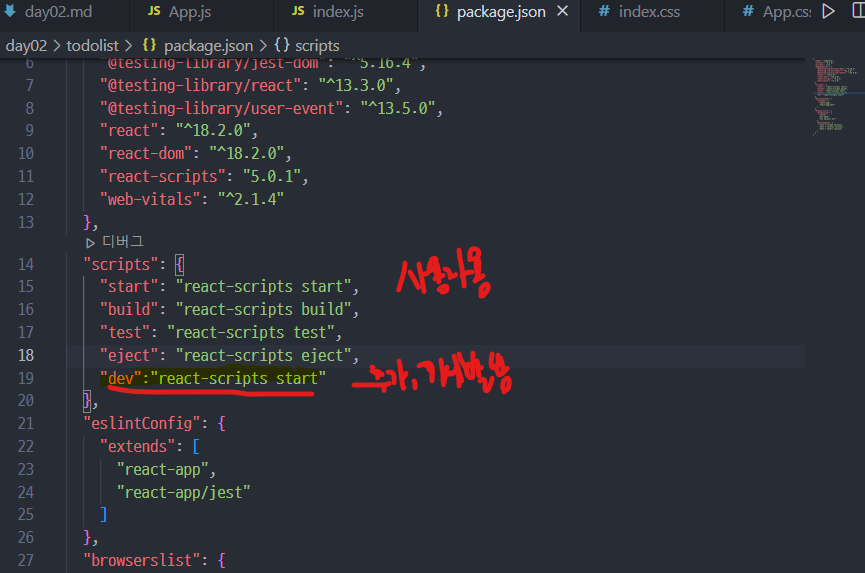 day02.md
JS App.js
JS index.js
{} package.json ×
# index.css
# App.cs
day02 > todolist > {} package.json > {} scripts
6 "@testing-library/jest-dom": "^5.16.4",
7 "@testing-library/react": "^13.3.0",
8 "@testing-library/user-event": "^13.5.0",
9 "react": "^18.2.0",
10 "react-dom": "^18.2.0",
11 "react-scripts": "5.0.1",
12 "web-vitals": "^2.1.4"
13 },
디버그
14 "scripts": {
사용자용
15 "start": "react-scripts start",
16 "build": "react-scripts build",
17 "test": "react-scripts test",
18 "eject": "react-scripts eject",
19 "dev":"react-scripts start"
추가, 개발용
20 },
21 "eslintConfig": {
22 "extends": [
23 "react-app",
24 "react-app/jest"
25 ]
26 },
27 "browserslist": {